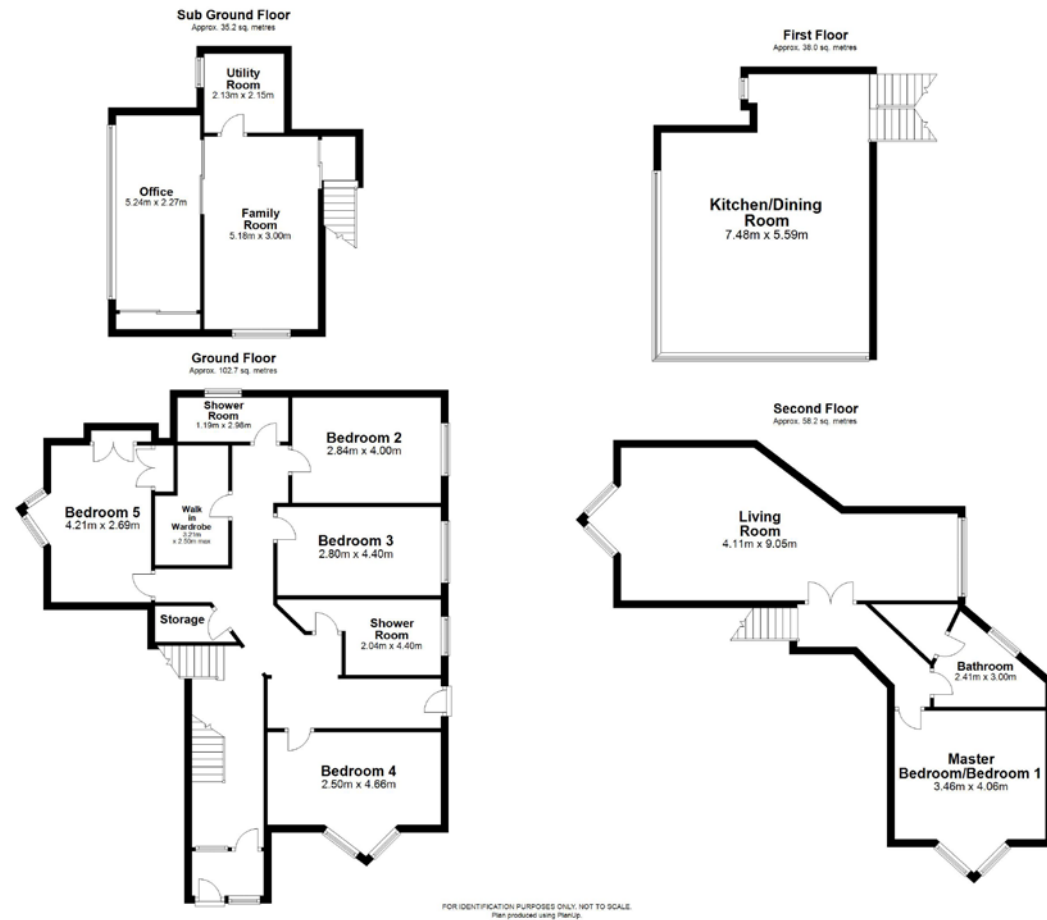 Sub Ground Floor
Approx. 35.2 sq. metres
Utility
Room
2.13m x 2.15m
Office
5.24m x 2.27m
Family
Room
5.18m x 3.00m
First Floor
Approx. 38.0 sq. metres
Kitchen/Dining
Room
7.48m x 5.59m
Ground Floor
Approx. 102.7 sq. metres
Shower
Room
1.19m x 2.98m
Bedroom 2
2.84m x 4.00m
Bedroom 5
4.21m x 2.69m
Walk
in
Wardrobe
3.21m
x 2.50m max
Bedroom 3
2.80m x 4.40m
Storage
Shower
Room
2.04m x 4.40m
Bedroom 4
2.50m x 4.66m
Second Floor
Approx. 58.2 sq. metres
Living
Room
4.11m x 9.05m
Bathroom
2.41m x 3.00m
Master
Bedroom/Bedroom 1
3.46m x 4.06m
FOR IDENTIFICATION PURPOSES ONLY. NOT TO SCALE.
Plan produced using PlanUp.